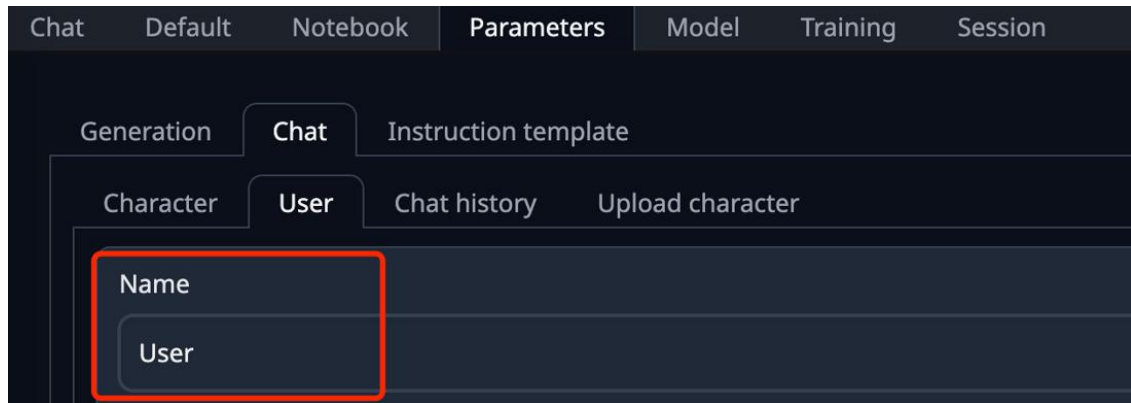 Chat Default Notebook Parameters Model Training Session
Generation Chat Instruction template
Character User Chat history Upload character
Name
User